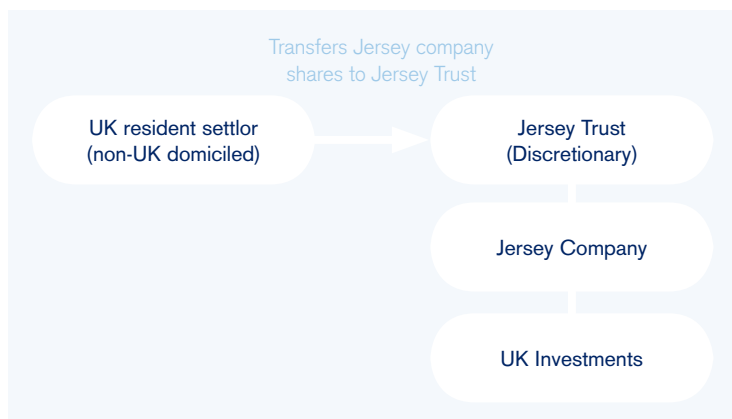 Transfers Jersey company
shares to Jersey Trust
UK resident settlor
(non-UK domiciled)
Jersey Trust
(Discretionary)
Jersey Company
UK Investments